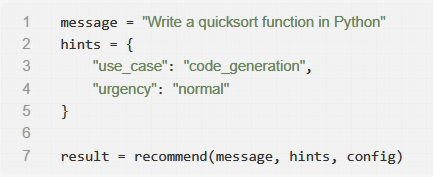 1 message = "Write a quicksort function in Python"
2 hints = {
3     "use_case": "code_generation",
4     "urgency": "normal"
5 }
6
7 result = recommend(message, hints, config)